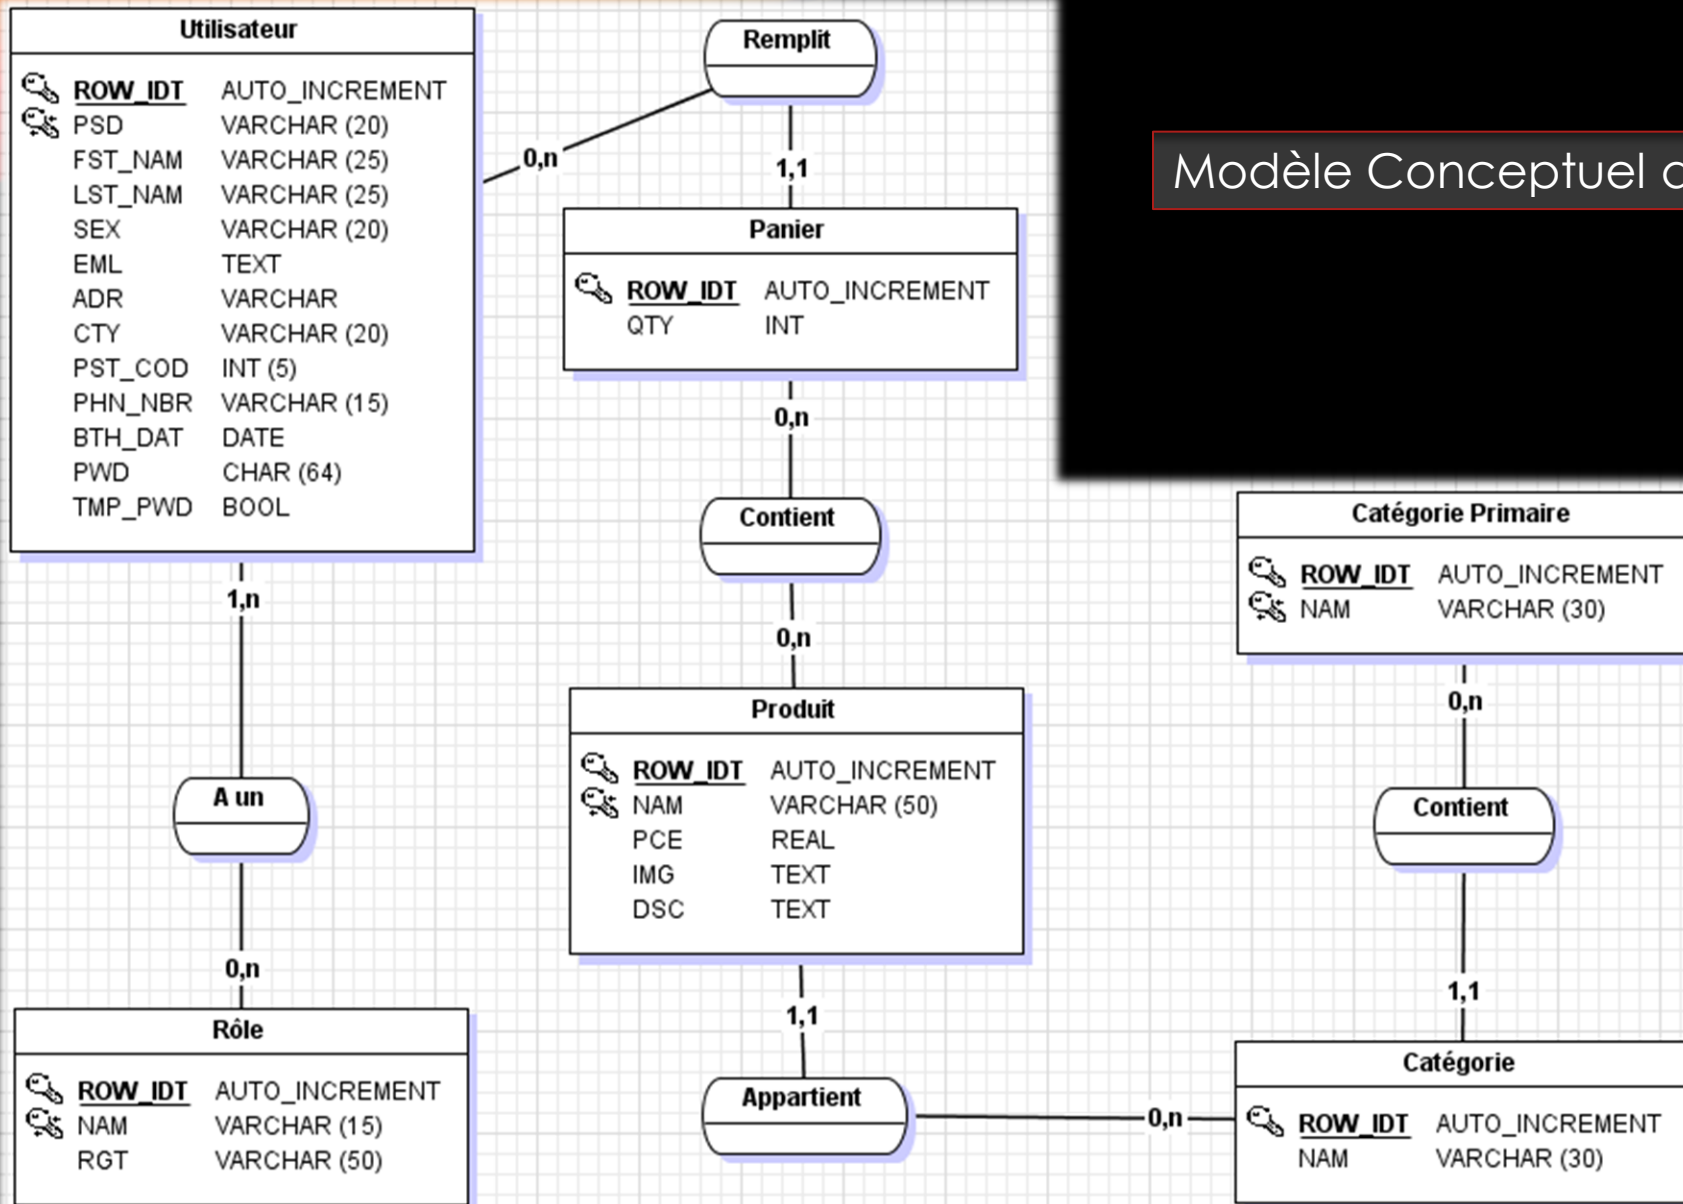 Utilisateur
ROW_IDT AUTO_INCREMENT
PSD VARCHAR (20)
FST_NAM VARCHAR (25)
LST_NAM VARCHAR (25)
SEX VARCHAR (20)
EML TEXT
ADR VARCHAR
CTY VARCHAR (20)
PST_COD INT (5)
PHN_NBR VARCHAR (15)
BTH_DAT DATE
PWD CHAR (64)
TMP_PWD BOOL
1,n
A un
0,n
Rôle
ROW_IDT AUTO_INCREMENT
NAM VARCHAR (15)
RGT VARCHAR (50)
Remplit
0,n
1,1
Panier
ROW_IDT AUTO_INCREMENT
QTY INT
0,n
Contient
0,n
Produit
ROW_IDT AUTO_INCREMENT
NAM VARCHAR (50)
PCE REAL
IMG TEXT
DSC TEXT
1,1
Appartient
0,n
Modèle Conceptuel
Catégorie Primaire
ROW_IDT AUTO_INCREMENT
NAM VARCHAR (30)
0,n
Contient
1,1
Catégorie
ROW_IDT AUTO_INCREMENT
NAM VARCHAR (30)